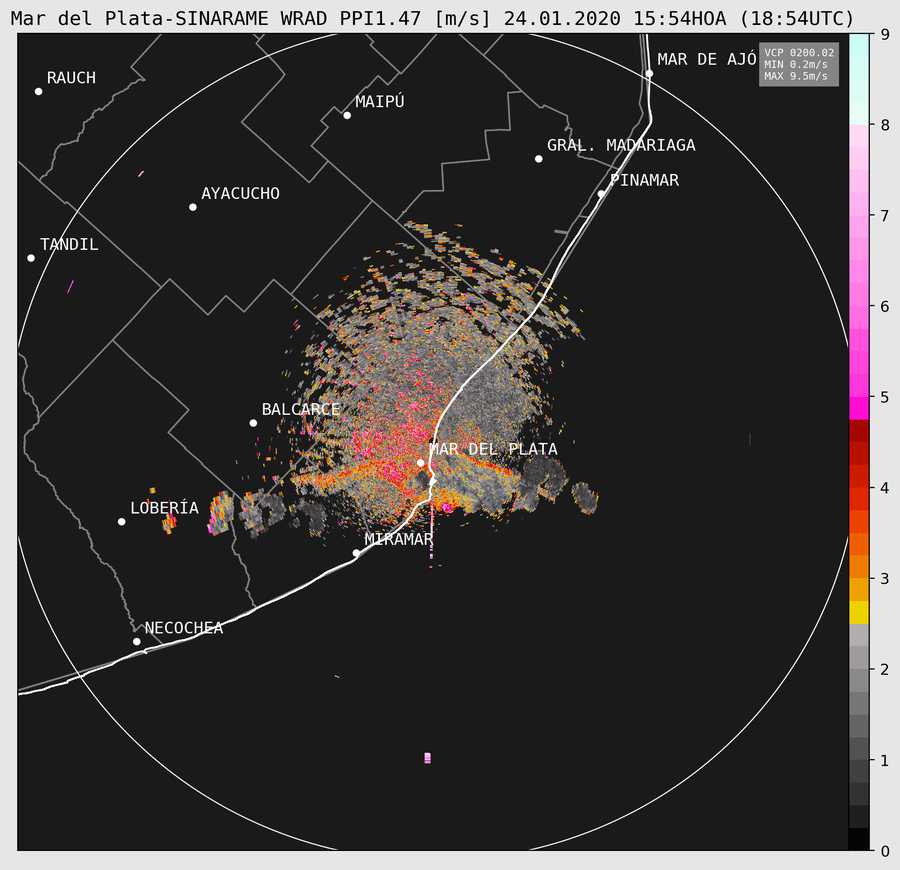 Mar del Plata-SINARAME WRAD PPI1.47 [m/s] 24.01.2020 15:54HOA (18:54UTC)
VCP 0200.02
MIN 0.2m/s
MAX 9.5m/s
MAR DE AJÓ
RAUCH
MAIPÚ
GRAL. MADARIAGA
PINAMAR
AYACUCHO
TANDIL
BALCARCE
MAR DEL PLATA
LOBERÍA
MIRAMAR
NECOCHEA
9
8
7
6
5
4
3
2
1
0